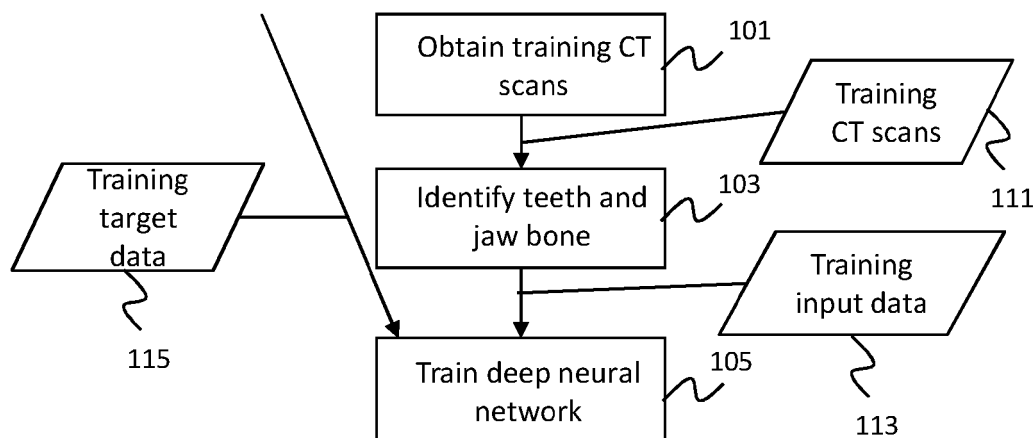 Obtain training CT
scans
101
Training
CT scans
111
Training
target
data
115
Identify teeth and
jaw bone
103
Training
input data
113
Train deep neural
network
105